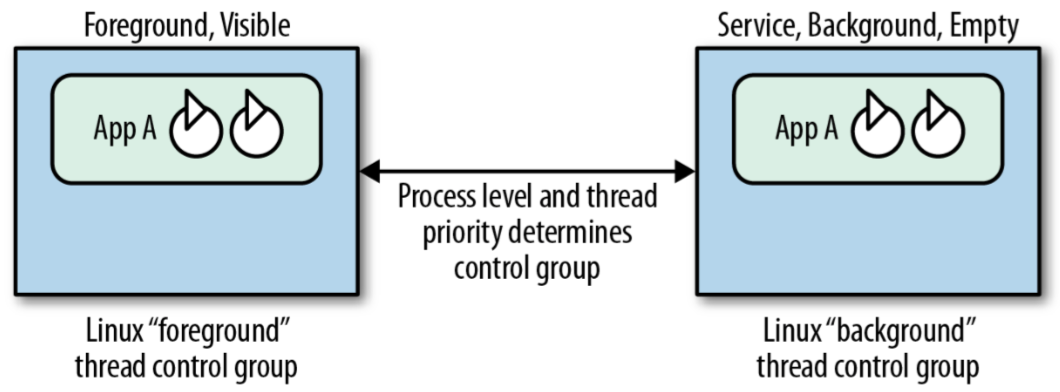 Foreground, Visible
Service, Background, Empty
App A
App A
Process level and thread
priority determines
control group
Linux “foreground”
thread control group
Linux “background”
thread control group